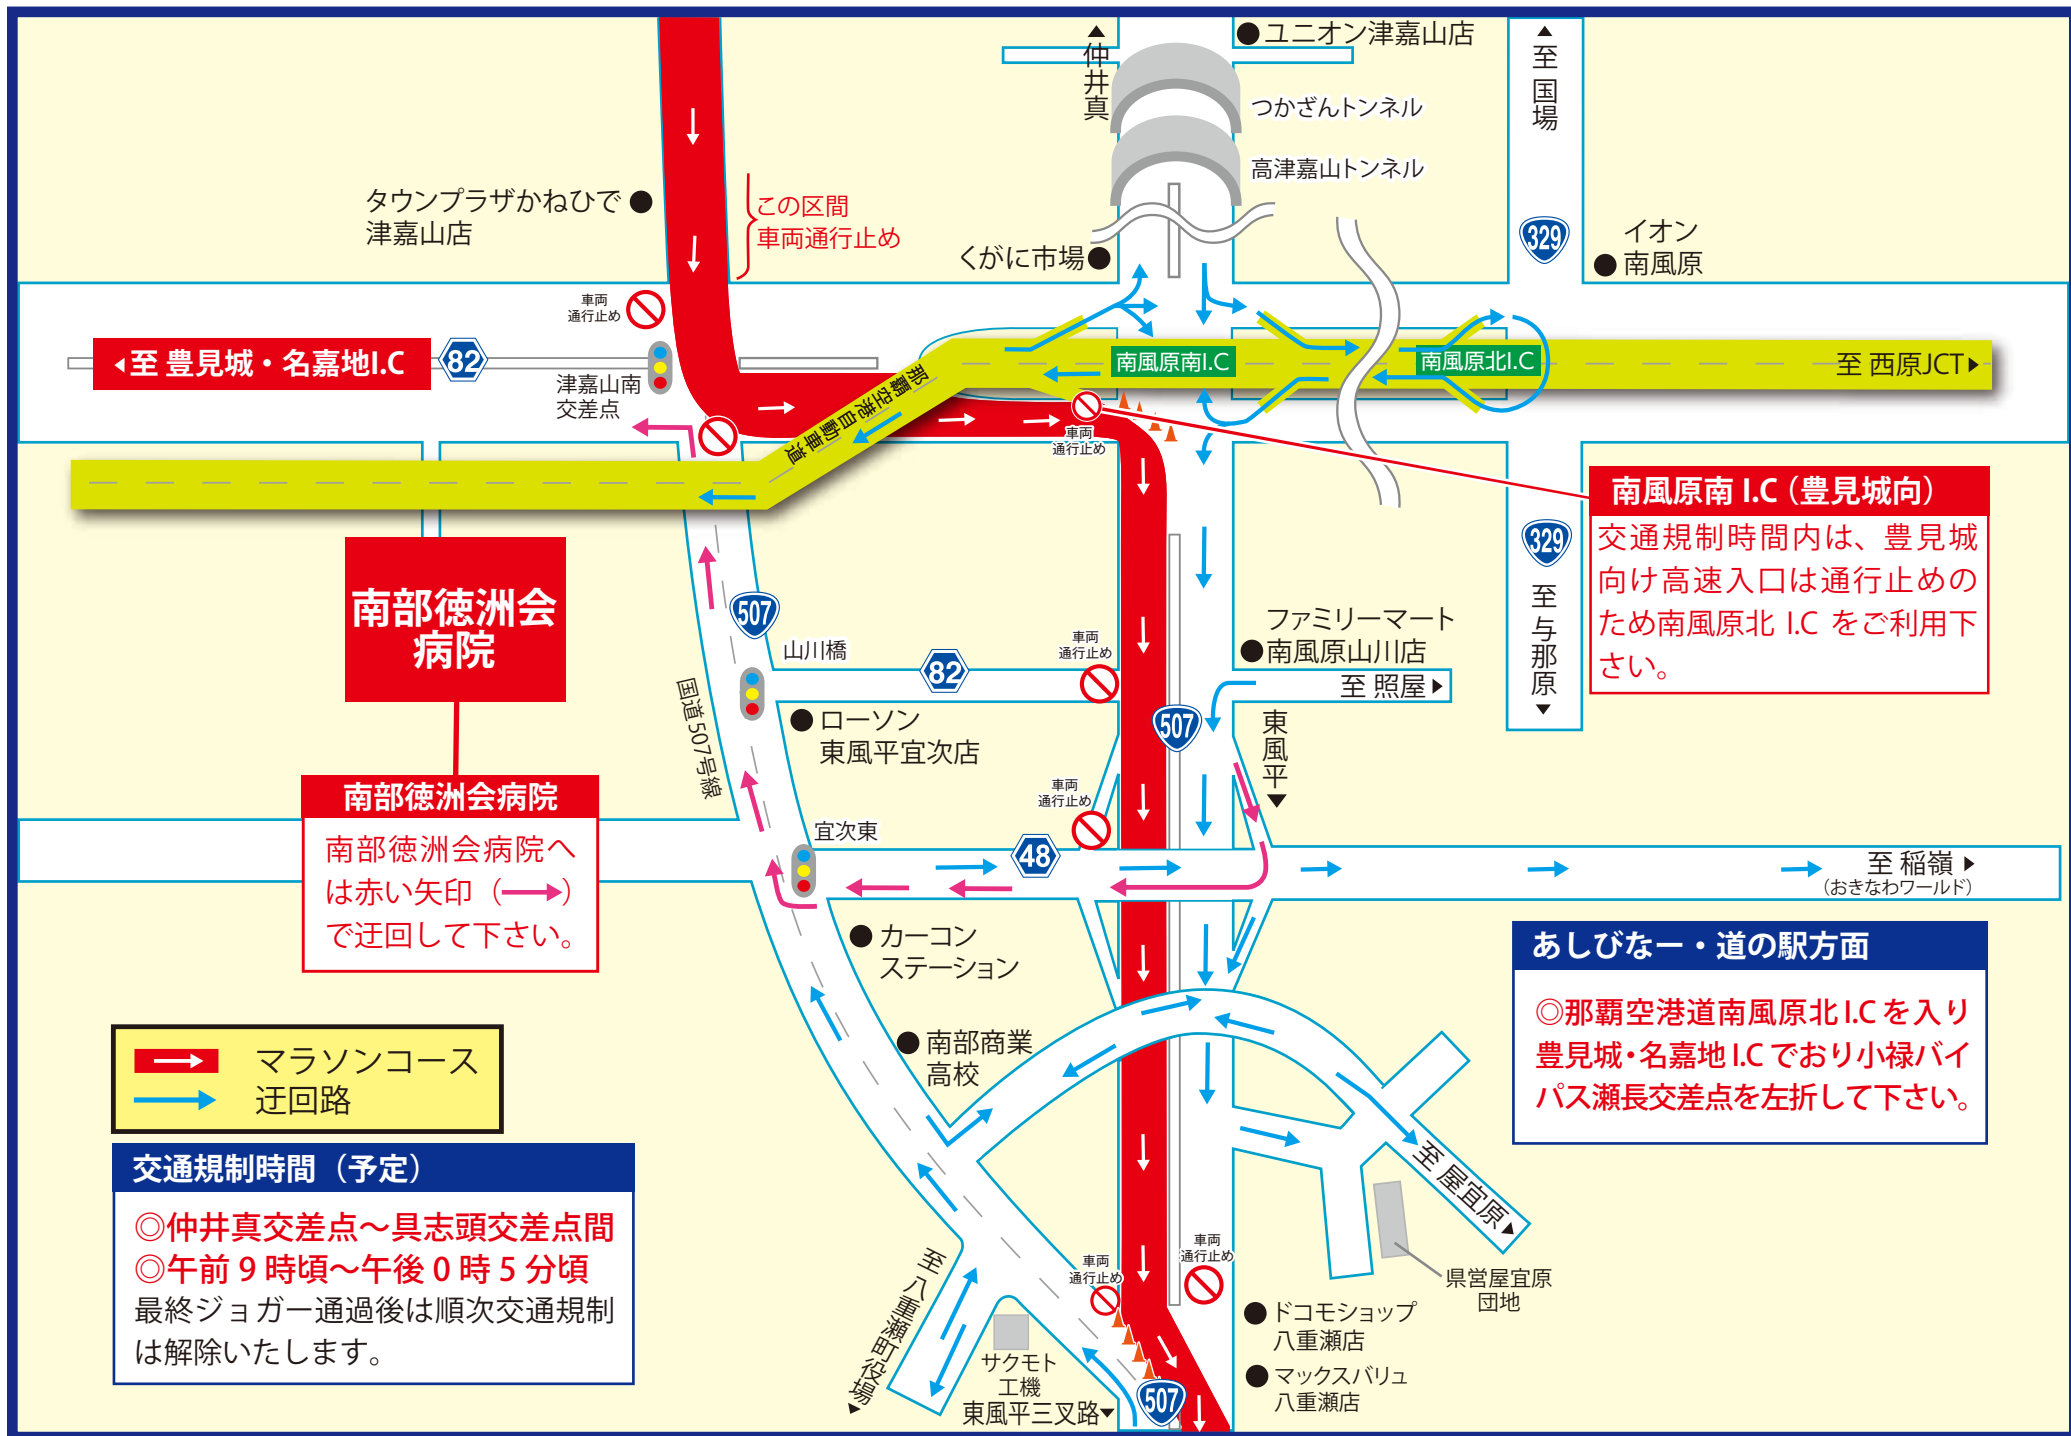 ▲仲井真
ユニオン津嘉山店
▲至 国場
つかざんトンネル
高津嘉山トンネル
タウンプラザかねひで
津嘉山店
この区間
車両通行止め
くがに市場
329
イオン
南風原
車両
通行止め
◀至 豊見城・名嘉地I.C
82
津嘉山南
交差点
那覇空港自動車道
南風原南I.C
南風原北I.C
至 西原JCT▶
車両
通行止め
南風原南 I.C（豊見城向）
交通規制時間内は、豊見城
向け高速入口は通行止めの
ため南風原北 I.C をご利用下
さい。
329
至 与那原▼
南部徳洲会
病院
507
山川橋
82
車両
通行止め
ファミリーマート
南風原山川店
至 照屋▶
国道507号線
ローソン
東風平宜次店
507
東風平▼
南部徳洲会病院
南部徳洲会病院へ
は赤い矢印（→）
で迂回して下さい。
車両
通行止め
宜次東
48
至 稲嶺▶
（おきなわワールド）
カーコン
ステーション
あしびなー・道の駅方面
◎那覇空港道南風原北I.Cを入り
豊見城・名嘉地I.Cでおり小禄バイ
パス瀬長交差点を左折して下さい。
マラソンコース
迂回路
南部商業
高校
交通規制時間（予定）
◎仲井真交差点～具志頭交差点間
◎午前 9 時頃～午後 0 時 5 分頃
最終ジョガー通過後は順次交通規制
は解除いたします。
至 屋宜原▶
県営屋宜原
団地
至 八重瀬町役場▼
車両
通行止め
車両
通行止め
サクモト
工機
東風平三叉路▼
507
ドコモショップ
八重瀬店
マックスバリュ
八重瀬店